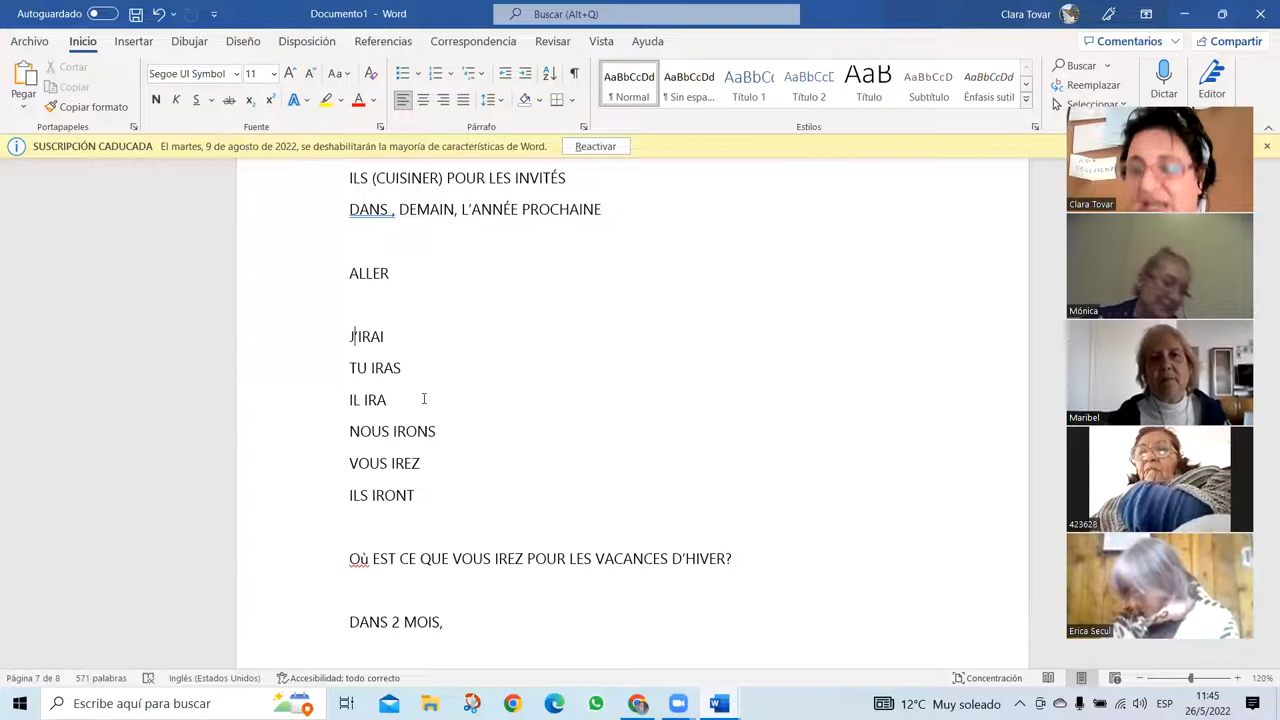 Autoguardado
Documento1 - Word
Buscar (Alt+Q)
Clara Tovar
Archivo Inicio Insertar Dibujar Diseño Disposición Referencias Correspondencia Revisar Vista Ayuda
Comentarios
Compartir
Pegar
Cortar
Copiar
Copiar formato
Segoe UI Symbol 11
AaBbCcDd AaBbCcDd AaBbCc AaBbCcD AaB AaBbCcD AaBbCcDd
Normal Sin espa... Título 1 Título 2 Título Subtítulo Énfasis sutil
Buscar
Reemplazar
Seleccionar
Dictar
Editor
Portapapeles Fuente Párrafo Estilos
SUSCRIPCIÓN CADUCADA El martes, 9 de agosto de 2022, se deshabilitarán la mayoría de características de Word. Reactivar
ILS (CUISINER) POUR LES INVITÉS
DANS , DEMAIN, L'ANNÉE PROCHAINE
ALLER
J'IRAI
TU IRAS
IL IRA
NOUS IRONS
VOUS IREZ
ILS IRONT
Où EST CE QUE VOUS IREZ POUR LES VACANCES D'HIVER?
DANS 2 MOIS,
Clara Tovar
Mónica
Maribel
423628
Erica Secul
Página 7 de 8 571 palabras Inglés (Estados Unidos) Accesibilidad: todo correcto Concentración 120%
Escribe aquí para buscar
12°C Muy soleado
ESP
11:45
26/5/2022